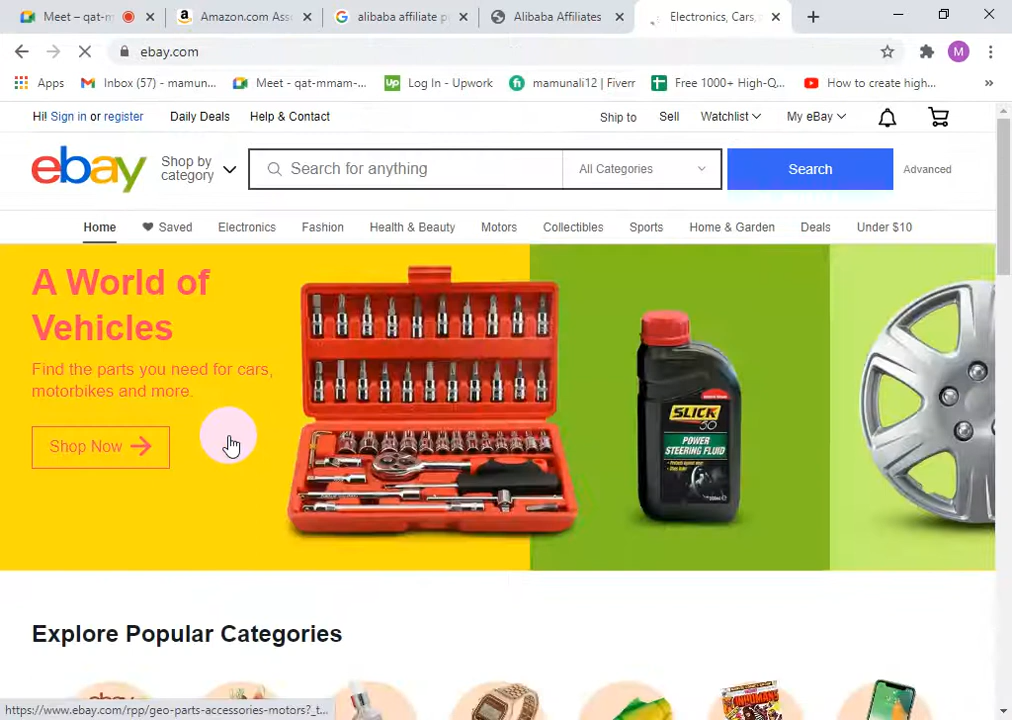 Meet – qat-m
Amazon.com Ass
alibaba affiliate p
Alibaba Affiliates
Electronics, Cars,
ebay.com
M
Apps
Inbox (57) - mamun...
Meet - qat-mmam-...
Up
Log In - Upwork
fi
mamunali12 | Fiverr
Free 1000+ High-Q...
How to create high...
»
Hi! Sign in or register
Daily Deals
Help & Contact
Ship to
Sell
Watchlist
My eBay
ebay
Shop by
category
Search for anything
All Categories
Search
Advanced
Home
Saved
Electronics
Fashion
Health & Beauty
Motors
Collectibles
Sports
Home & Garden
Deals
Under $10
A World of
Vehicles
Find the parts you need for cars,
motorbikes and more.
Shop Now
SLICK
50
POWER
STEERING FLUID
Explore Popular Categories
ebay
https://www.ebay.com/rpp/geo-parts-accessories-motors?_t...